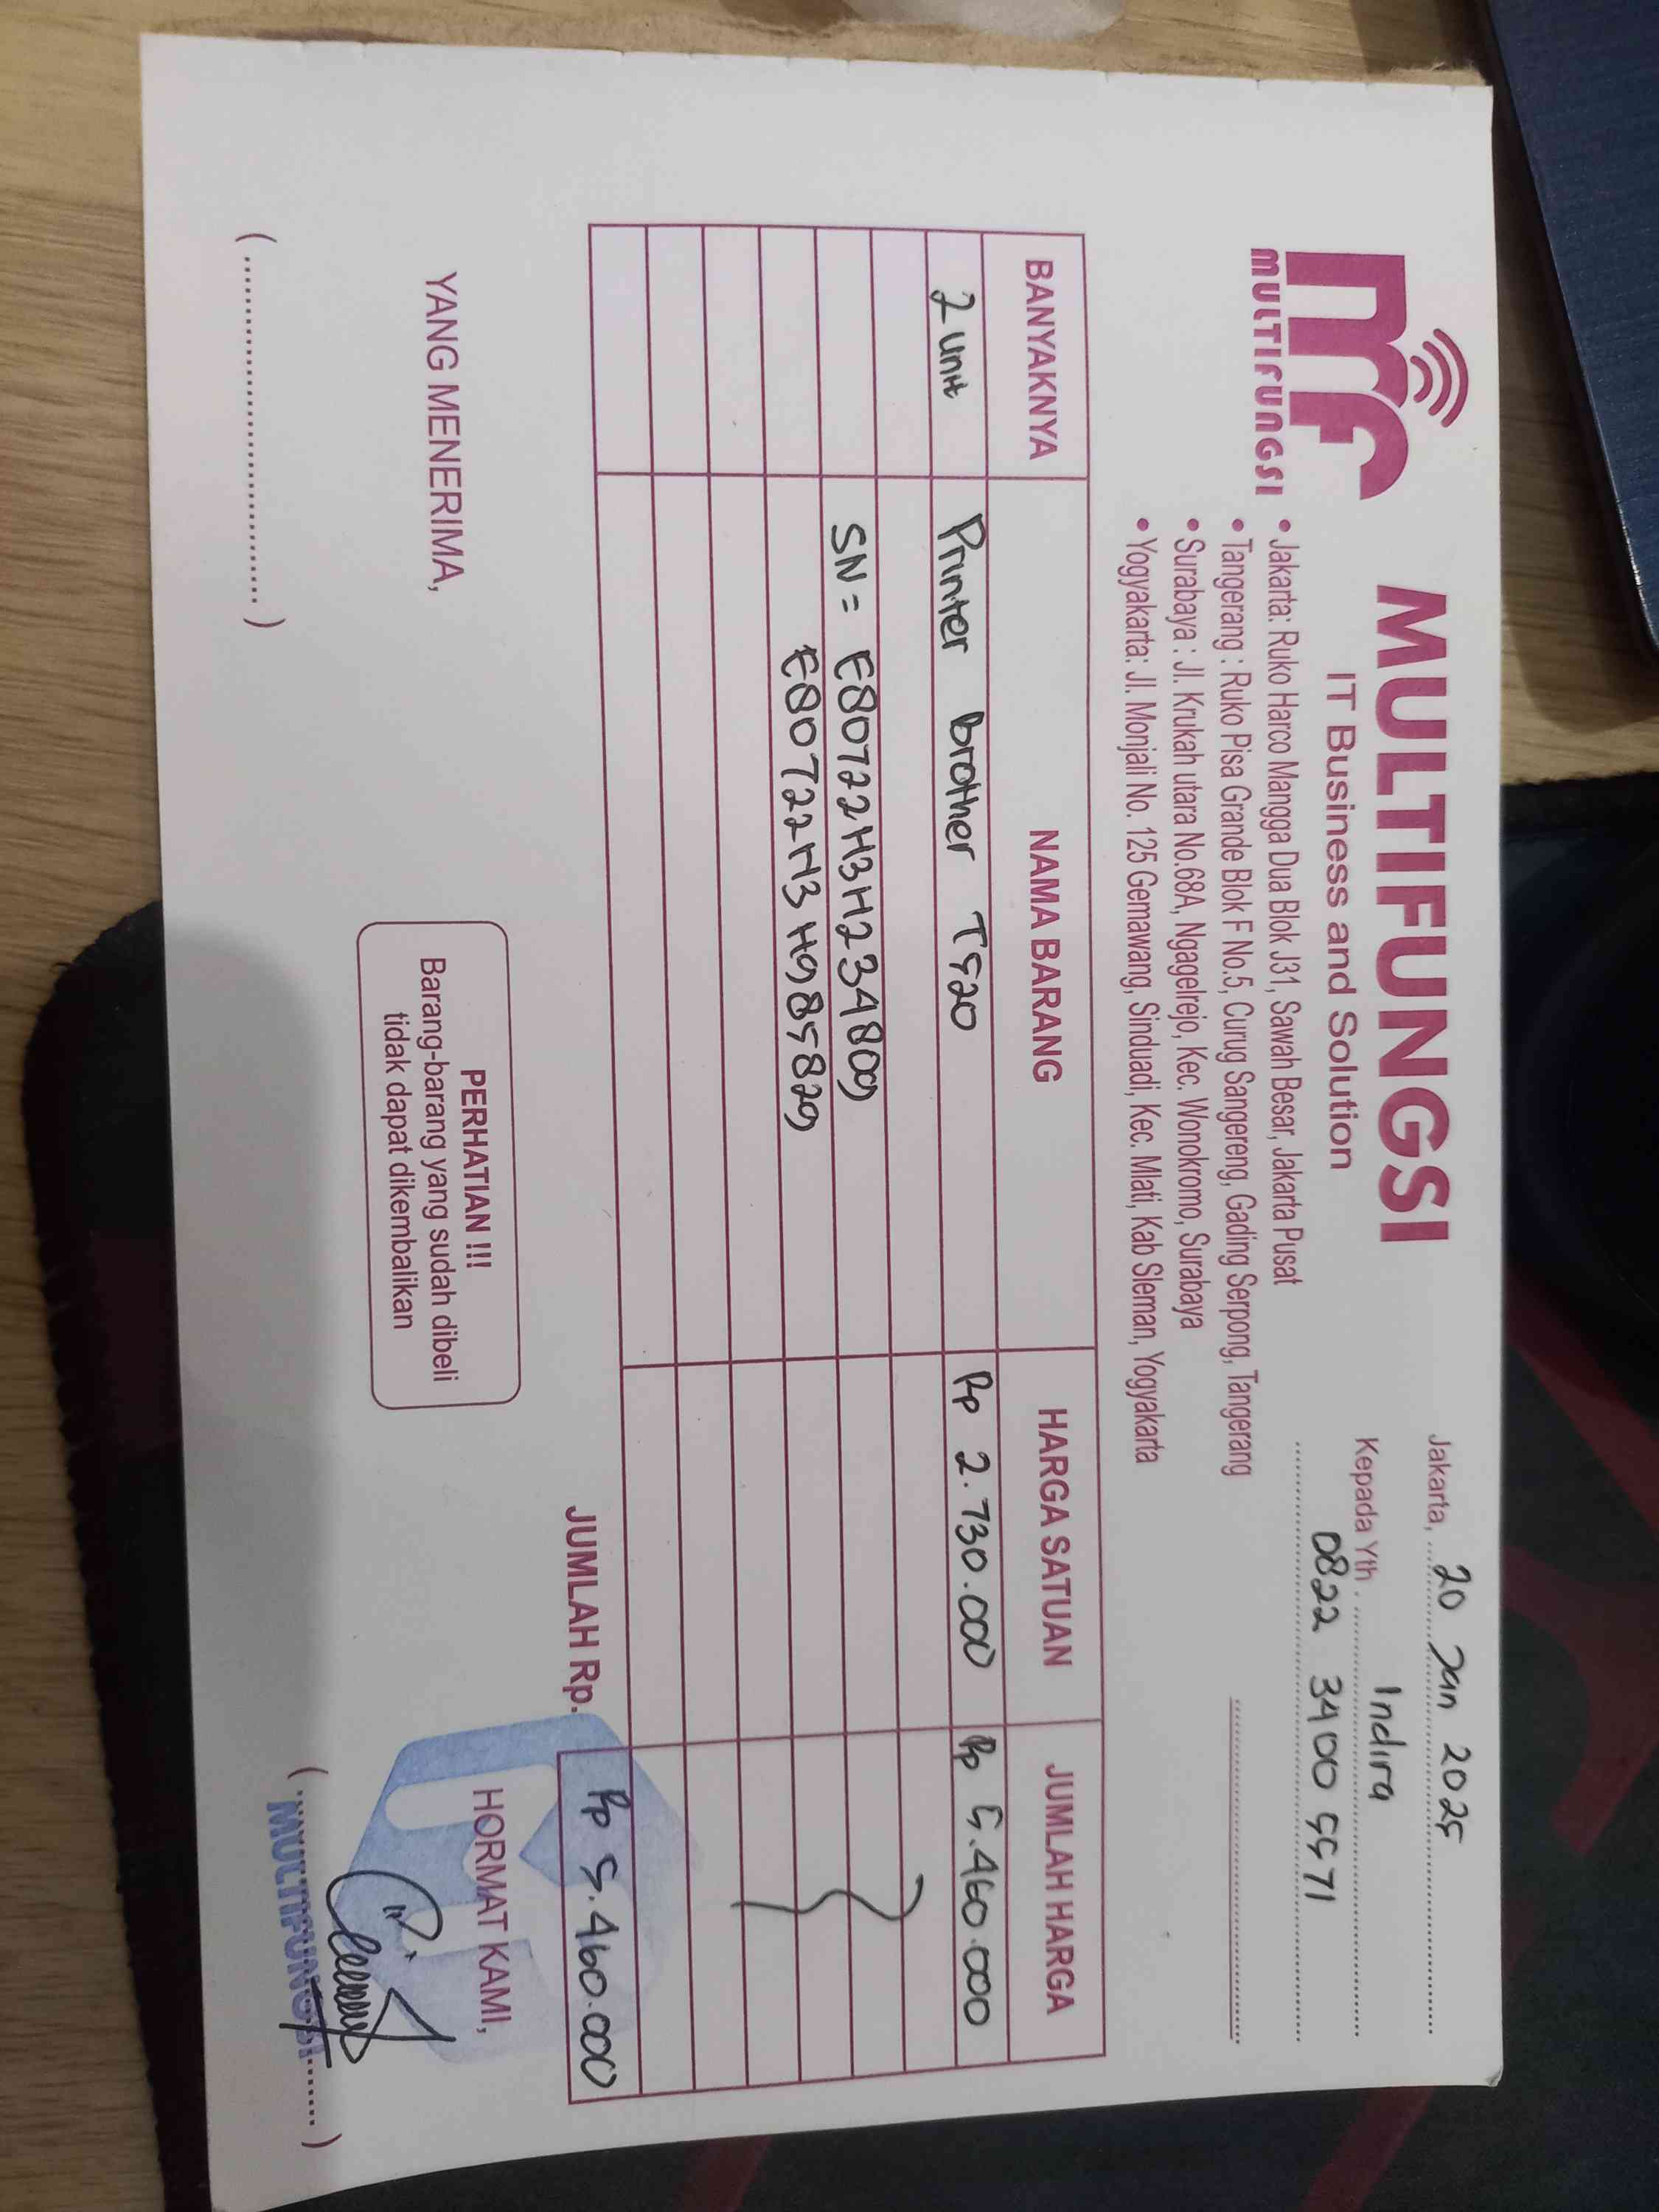 MULTIFUNGSI
MULTIFUNGSI
IT Business and Solution
• Jakarta: Ruko Harco Mangga Dua Blok J31, Sawah Besar, Jakarta Pusat
• Tangerang : Ruko Pisa Grande Blok F No.5, Curug Sangereng, Gading Serpong, Tangerang
• Surabaya : Jl. Krukah utara No.68A, Ngagelrejo, Kec. Wonokromo, Surabaya
• Yogyakarta: Jl. Monjali No. 125 Gemawang, Sinduadi, Kec. Mlati, Kab Sleman, Yogyakarta
Jakarta, 20 Jan 2025
Kepada Yth. Indira
0822 3400 5571
BANYAKNYA NAMA BARANG HARGA SATUAN JUMLAH HARGA
2 unit Printer Brother T520 Rp 2.730.000 Rp 5.460.000
SN = E80722H3H234809
E80722H3H985829
JUMLAH Rp. Rp 5.460.000
YANG MENERIMA,
PERHATIAN !!!
Barang-barang yang sudah dibeli
tidak dapat dikembalikan
HORMAT KAMI,
(..............................)
(...MULTIFUNGSI......)